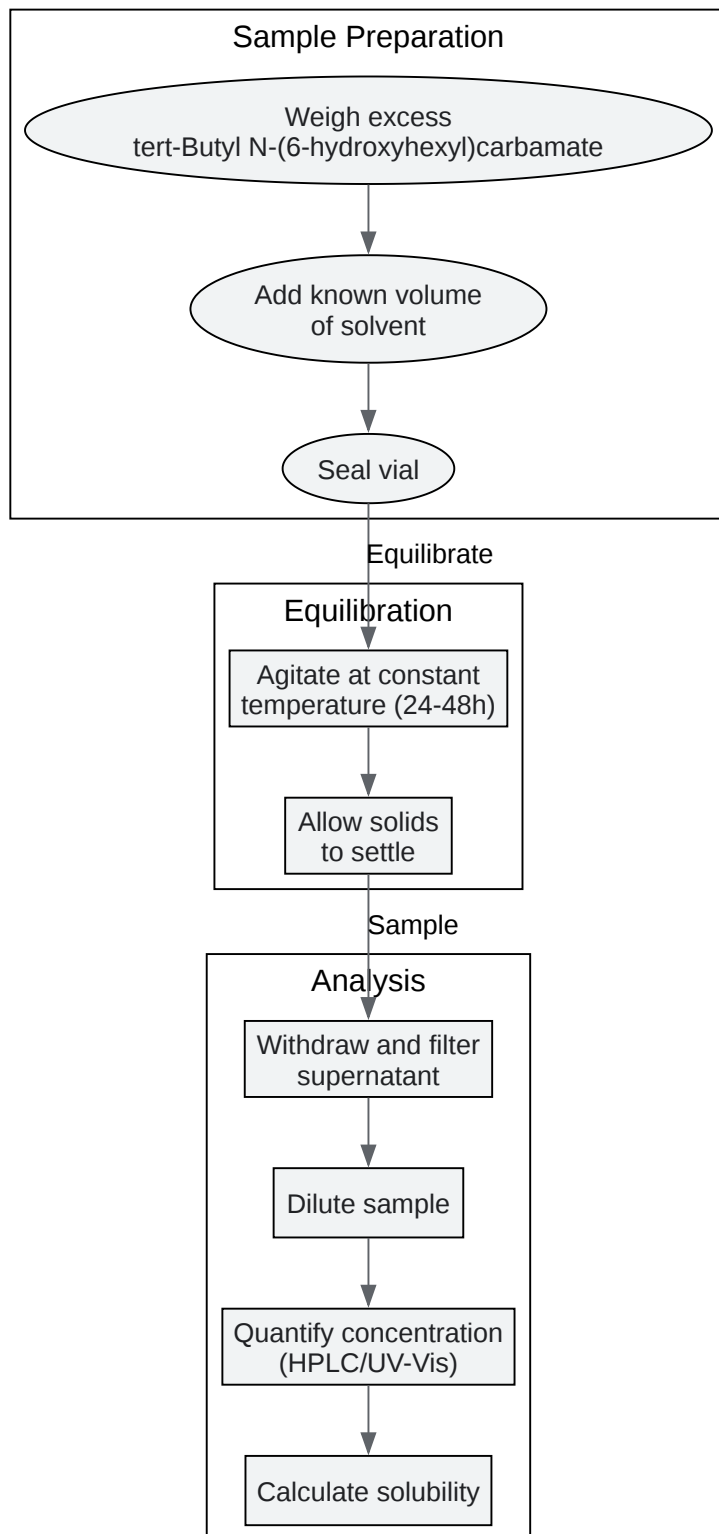 Sample Preparation
Weigh excess
tert-Butyl N-(6-hydroxyhexyl)carbamate
Add known volume
of solvent
Seal vial
Equilibrate
Equilibration
Agitate at constant
temperature (24-48h)
Allow solids
to settle
Sample
Analysis
Withdraw and filter
supernatant
Dilute sample
Quantify concentration
(HPLC/UV-Vis)
Calculate solubility